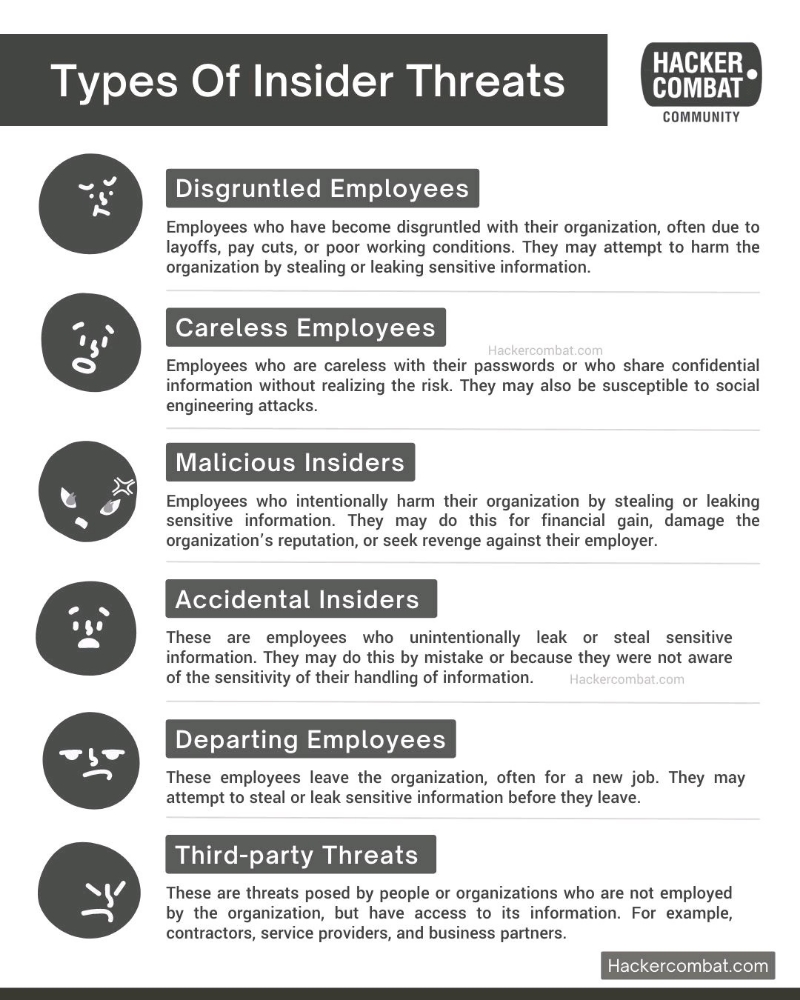 Types Of Insider Threats
HACKER
COMBAT
COMMUNITY
Disgruntled Employees
Employees who have become disgruntled with their organization, often due to
layoffs, pay cuts, or poor working conditions. They may attempt to harm the
organization by stealing or leaking sensitive information.
Careless Employees
Hackercombat.com
Employees who are careless with their passwords or who share confidential
information without realizing the risk. They may also be susceptible to social
engineering attacks.
Malicious Insiders
Employees who intentionally harm their organization by stealing or leaking
sensitive information. They may do this for financial gain, damage the
organization's reputation, or seek revenge against their employer.
Accidental Insiders
These are employees who unintentionally leak or steal sensitive
information. They may do this by mistake or because they were not aware
of the sensitivity of their handling of information.
Hackercombat.com
Departing Employees
These employees leave the organization, often for a new job. They may
attempt to steal or leak sensitive information before they leave.
Third-party Threats
These are threats posed by people or organizations who are not employed
by the organization, but have access to its information. For example,
contractors, service providers, and business partners.
Hackercombat.com